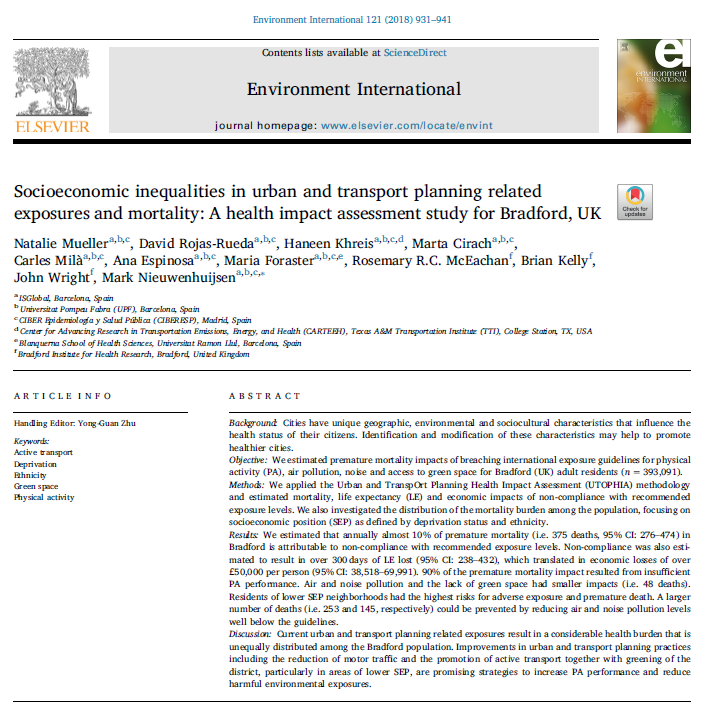 Environment International 121 (2018) 931–941
Contents lists available at ScienceDirect
Environment International
journal homepage: www.elsevier.com/locate/envint
ELSEVIER
environment
INTERNATIONAL
Socioeconomic inequalities in urban and transport planning related
exposures and mortality: A health impact assessment study for Bradford, UK
Check for
updates
Natalie Mueller a,b,c, David Rojas-Rueda a,b,c, Haneen Khreis a,b,c,d, Marta Cirach a,b,c,
Carles Milà a,b,c, Ana Espinosa a,b,c, Maria Foraster a,b,c,e, Rosemary R.C. McEachan f, Brian Kelly f,
John Wright f, Mark Nieuwenhuijsen a,b,c,⁎
a ISGlobal, Barcelona, Spain
b Universitat Pompeu Fabra (UPF), Barcelona, Spain
c CIBER Epidemiología y Salud Pública (CIBERESP), Madrid, Spain
d Center for Advancing Research in Transportation Emissions, Energy, and Health (CARTEEH), Texas A&M Transportation Institute (TTI), College Station, TX, USA
e Blanquerna School of Health Sciences, Universitat Ramon Llul, Barcelona, Spain
f Bradford Institute for Health Research, Bradford, United Kingdom
ARTICLE INFO
Handling Editor: Yong-Guan Zhu
Keywords:
Active transport
Deprivation
Ethnicity
Green space
Physical activity
ABSTRACT
Background: Cities have unique geographic, environmental and sociocultural characteristics that influence the
health status of their citizens. Identification and modification of these characteristics may help to promote
healthier cities.
Objective: We estimated premature mortality impacts of breaching international exposure guidelines for physical
activity (PA), air pollution, noise and access to green space for Bradford (UK) adult residents (n = 393,091).
Methods: We applied the Urban and TranspOrt Planning Health Impact Assessment (UTOPHIA) methodology
and estimated mortality, life expectancy (LE) and economic impacts of non-compliance with recommended
exposure levels. We also investigated the distribution of the mortality burden among the population, focusing on
socioeconomic position (SEP) as defined by deprivation status and ethnicity.
Results: We estimated that annually almost 10% of premature mortality (i.e. 375 deaths, 95% CI: 276–474) in
Bradford is attributable to non-compliance with recommended exposure levels. Non-compliance was also esti-
mated to result in over 300 days of LE lost (95% CI: 238–432), which translated in economic losses of over
£50,000 per person (95% CI: 38,518–69,991). 90% of the premature mortality impact resulted from insufficient
PA performance. Air and noise pollution and the lack of green space had smaller impacts (i.e. 48 deaths).
Residents of lower SEP neighborhoods had the highest risks for adverse exposure and premature death. A larger
number of deaths (i.e. 253 and 145, respectively) could be prevented by reducing air and noise pollution levels
well below the guidelines.
Discussion: Current urban and transport planning related exposures result in a considerable health burden that is
unequally distributed among the Bradford population. Improvements in urban and transport planning practices
including the reduction of motor traffic and the promotion of active transport together with greening of the
district, particularly in areas of lower SEP, are promising strategies to increase PA performance and reduce
harmful environmental exposures.